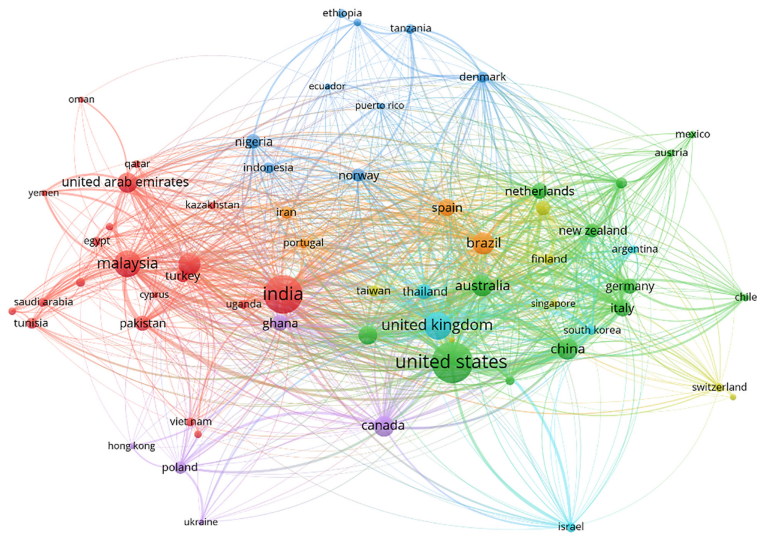 ethiopia
tanzania
denmark
ecuador
oman
puerto rico
mexico
nigeria
austria
qatar
indonesia
norway
united arab emirates
netherlands
yemen
kazakhstan
iran
spain
new zealand
egypt
portugal
brazil
argentina
malaysia
finland
turkey
cyprus
india
taiwan
thailand
australia
germany
saudi arabia
uganda
singapore
chile
italy
tunisia
pakistan
ghana
united kingdom
south korea
china
united states
switzerland
viet nam
canada
hong kong
poland
ukraine
israel